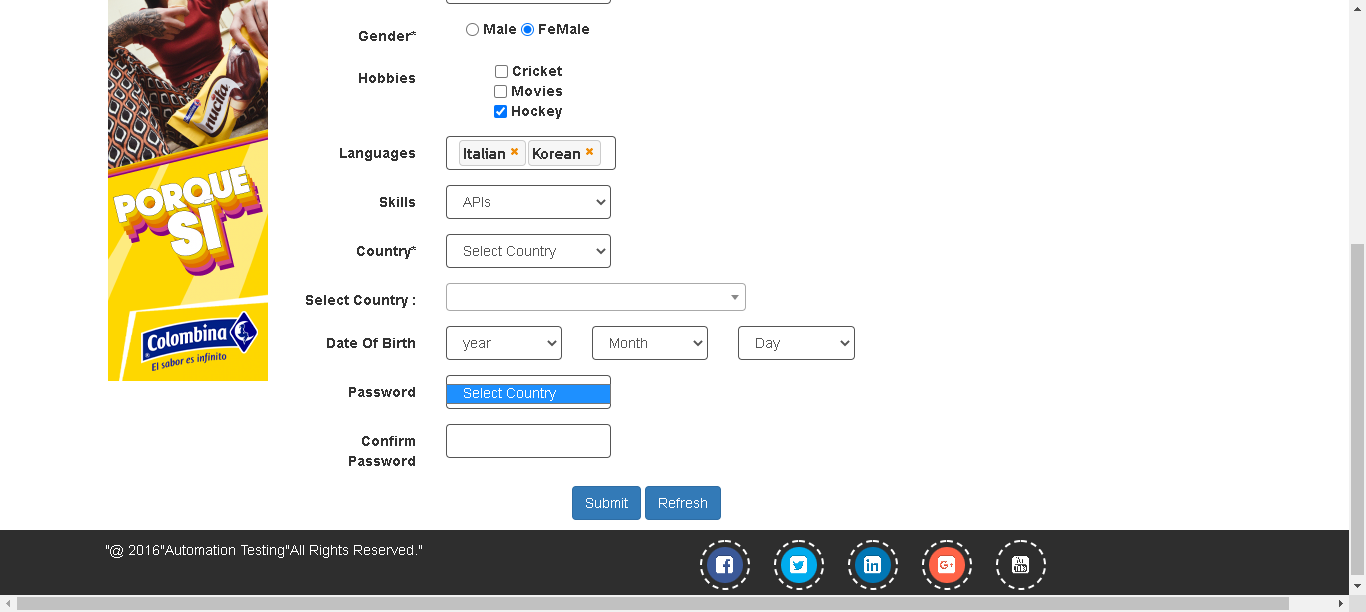 Gender*
Male
FeMale
Hobbies
Cricket
Movies
Hockey
Languages
Italian
Korean
Skills
APIs
Country*
Select Country
Select Country :
Date Of Birth
year
Month
Day
Password
Select Country
Confirm
Password
Submit
Refresh
nucita
PORQUE
SÍ
Colombina
El sabor es infinito
"@ 2016"Automation Testing"All Rights Reserved."